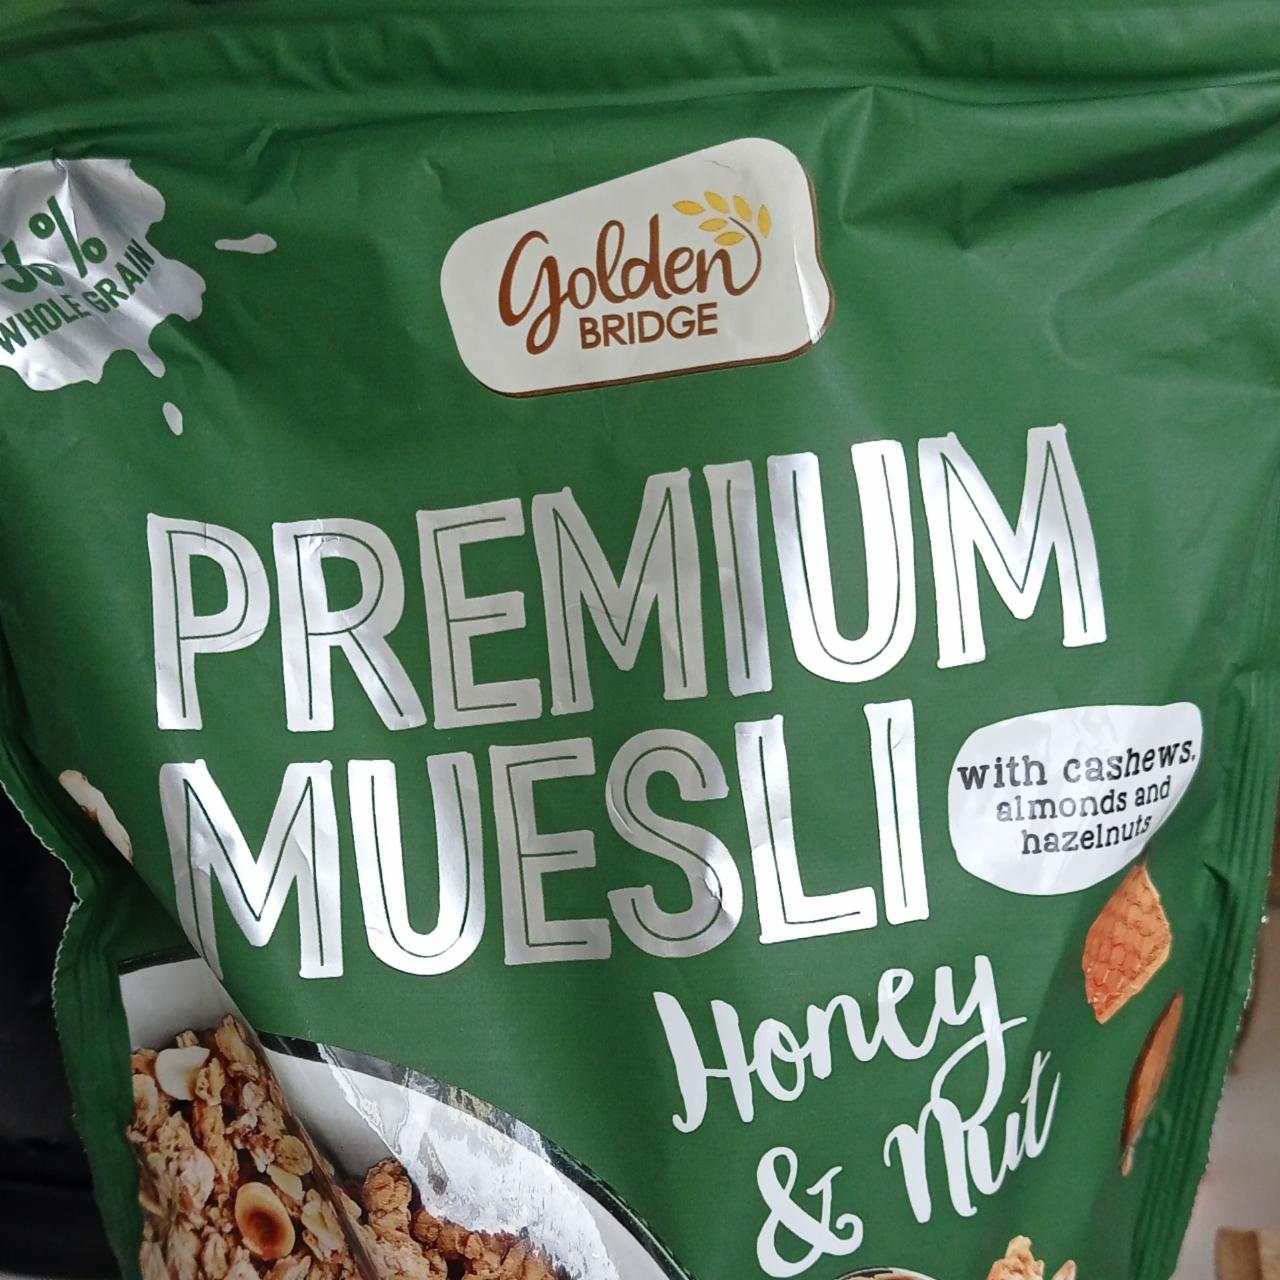 WHOLE GRAIN
Golden
BRIDGE
PREMIUM
MUESLI
with cashews,
almonds and
hazelnuts
Honey
& Nut